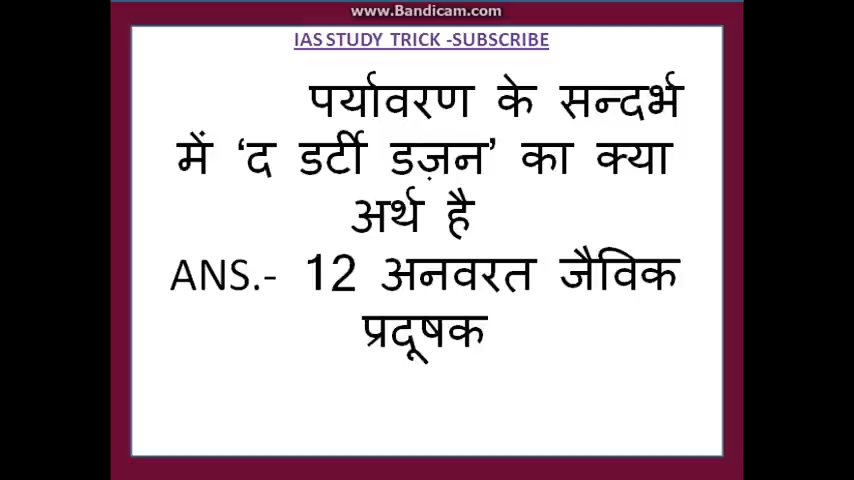 www.Bandicam.com
IAS STUDY TRICK -SUBSCRIBE
पर्यावरण के सन्दर्भ
में ‘द डर्टी डज़न’ का क्या
अर्थ है
ANS.- 12 अनवरत जैविक
प्रदूषक